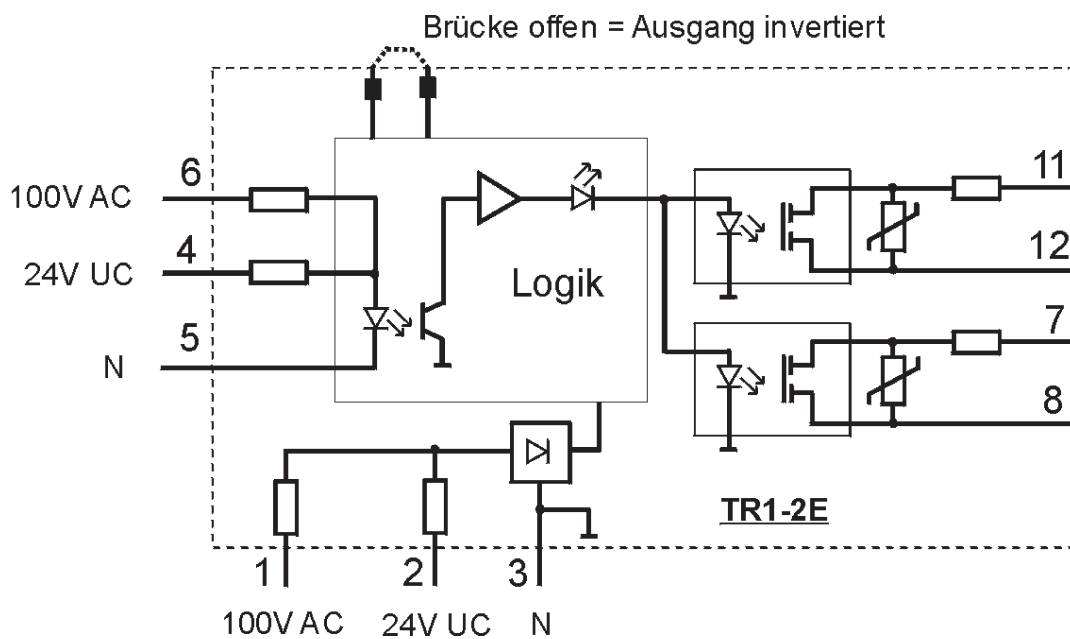 Brücke offen = Ausgang invertiert
6
100V AC
4
24V UC
5
N
Logik
11
12
7
8
TR1-2E
1
2
3
100V AC
24V UC
N